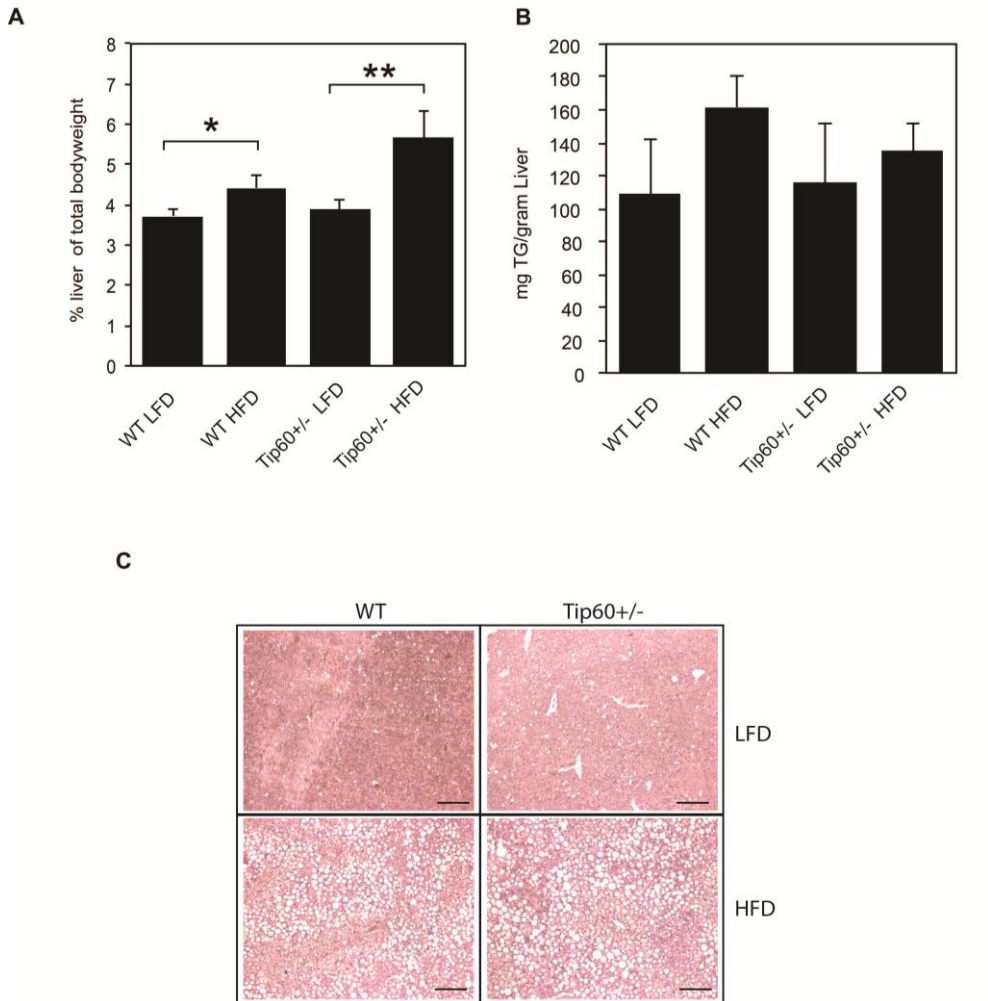 A
% liver of total bodyweight
8
7
6
5
4
3
2
1
0
*
**
WT LFD
WT HFD
Tip60+/- LFD
Tip60+/- HFD
B
mg TG/gram Liver
200
180
160
140
120
100
80
60
40
20
0
WT LFD
WT HFD
Tip60+/- LFD
Tip60+/- HFD
C
WT
Tip60+/-
LFD
HFD